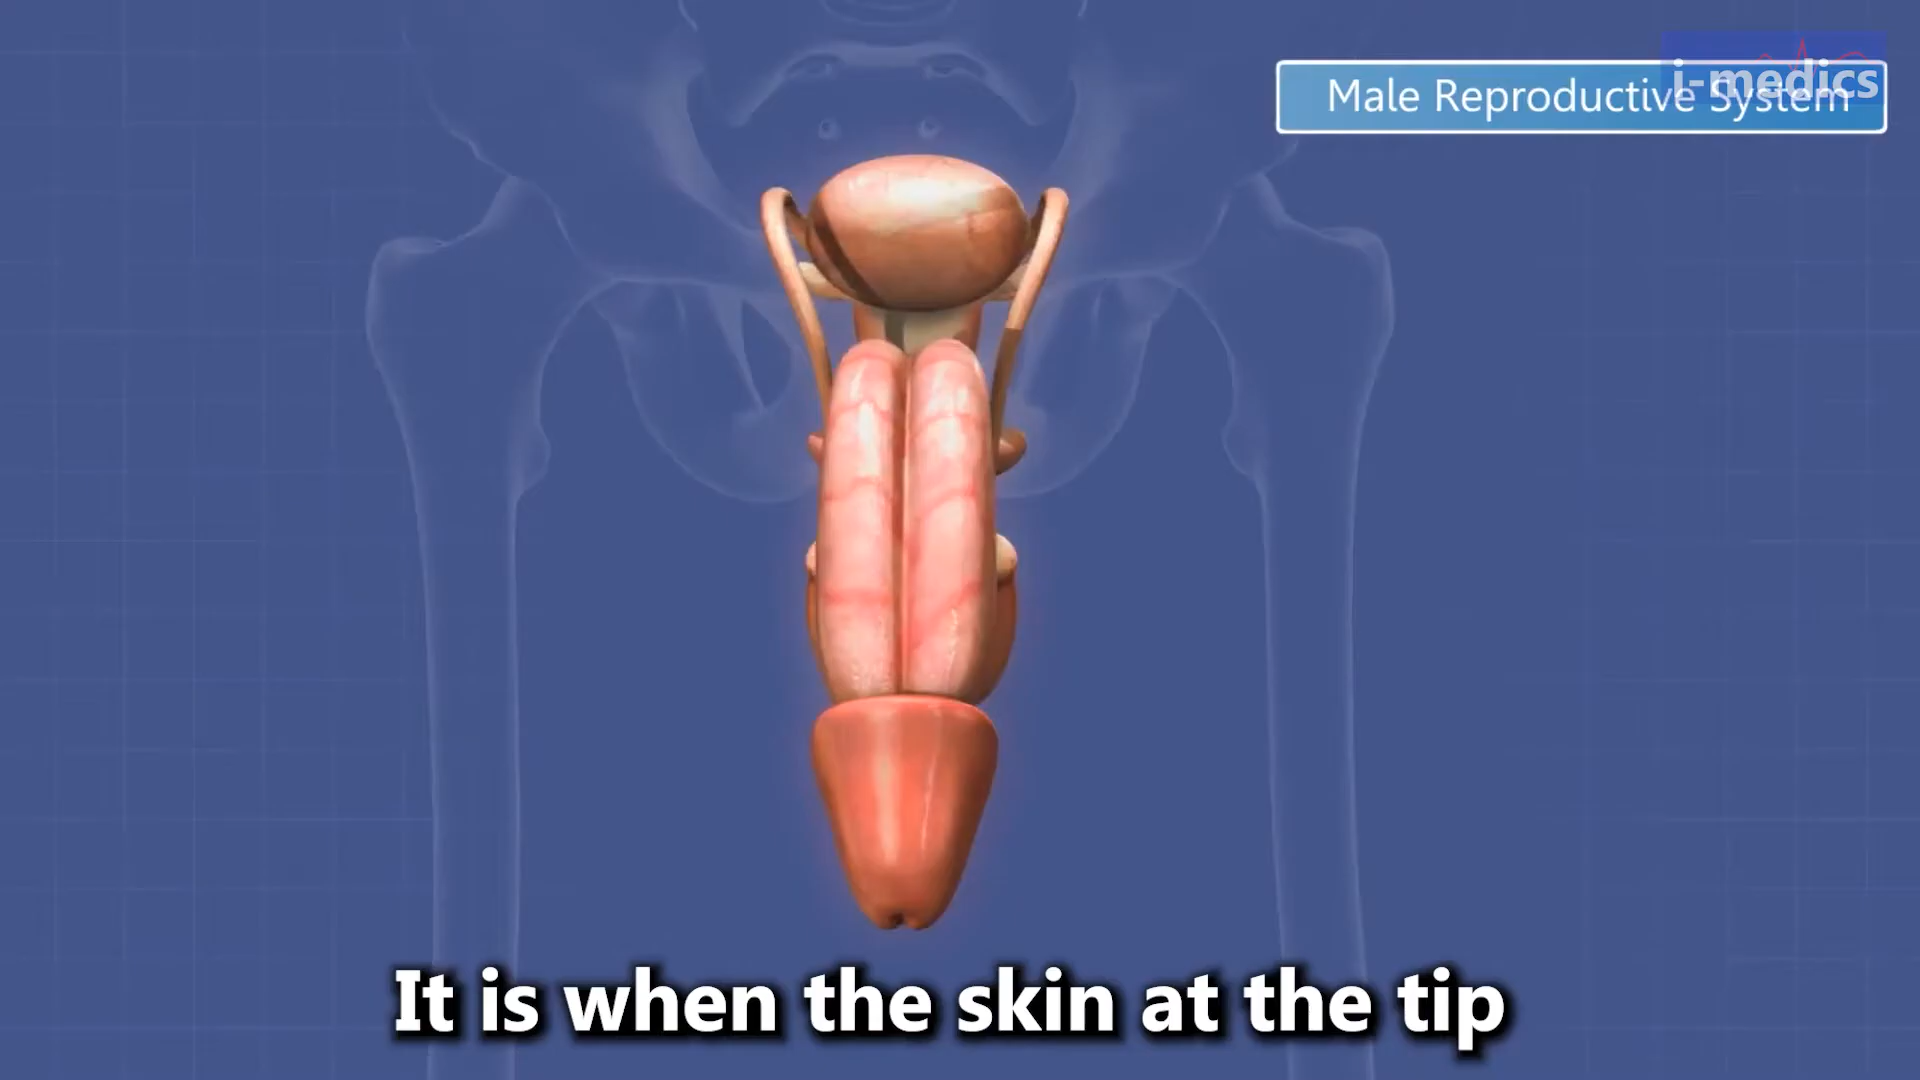 i-medics
Male Reproductive System
It is when the skin at the tip